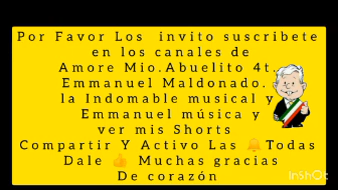 Por Favor Los invito suscribete
en los canales de
Amore Mio.Abuelito 4t.
Emmanuel Maldonado.
la Indomable musical y
Emmanuel música y
ver mis Shorts
Compartir Y Activo Las 🔔Todas
Dale 👍 Muchas gracias
De corazón
InShOt